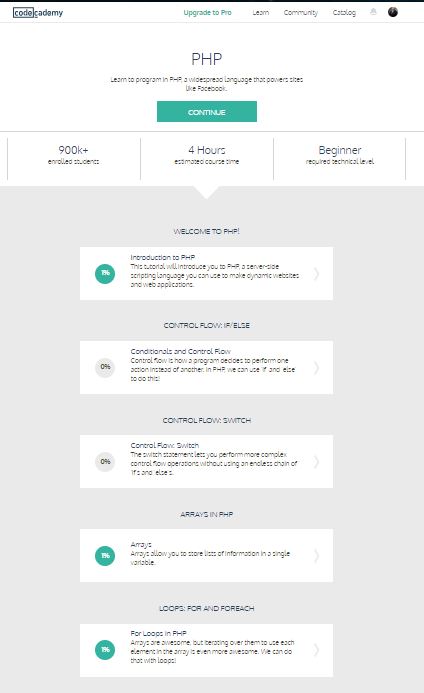 codecademy
Upgrade to Pro Learn Community Catalog
PHP
Learn to program in PHP, a widespread language that powers sites
like Facebook.
CONTINUE
900k+
enrolled students
4 Hours
estimated course time
Beginner
required technical level
WELCOME TO PHP!
1%
Introduction to PHP
This tutorial will introduce you to PHP, a server-side
scripting language you can use to make dynamic websites
and web applications.
CONTROL FLOW: IF/ELSE
0%
Conditionals and Control Flow
Control flow is how a program decides to perform one
action instead of another. In PHP, we can use 'if' and 'else'
to do this!
CONTROL FLOW: SWITCH
0%
Control Flow: Switch
The switch statement lets you perform more complex
control flow operations without using an endless chain of
'if's and 'else's.
ARRAYS IN PHP
1%
Arrays
Arrays allow you to store lists of information in a single
variable.
LOOPS: FOR AND FOREACH
1%
For Loops in PHP
Arrays are awesome, but iterating over them to use each
element in the array is even more awesome. We can do
that with loops!